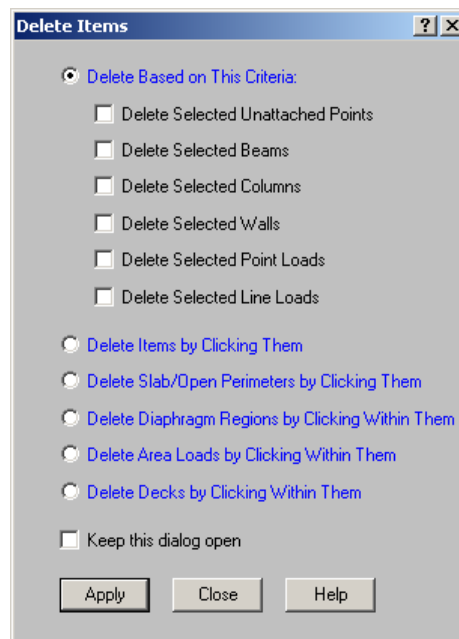 Delete Items
Delete Based on This Criteria:
Delete Selected Unattached Points
Delete Selected Beams
Delete Selected Columns
Delete Selected Walls
Delete Selected Point Loads
Delete Selected Line Loads
Delete Items by Clicking Them
Delete Slab/Open Perimeters by Clicking Them
Delete Diaphragm Regions by Clicking Within Them
Delete Area Loads by Clicking Within Them
Delete Decks by Clicking Within Them
Keep this dialog open
Apply Close Help